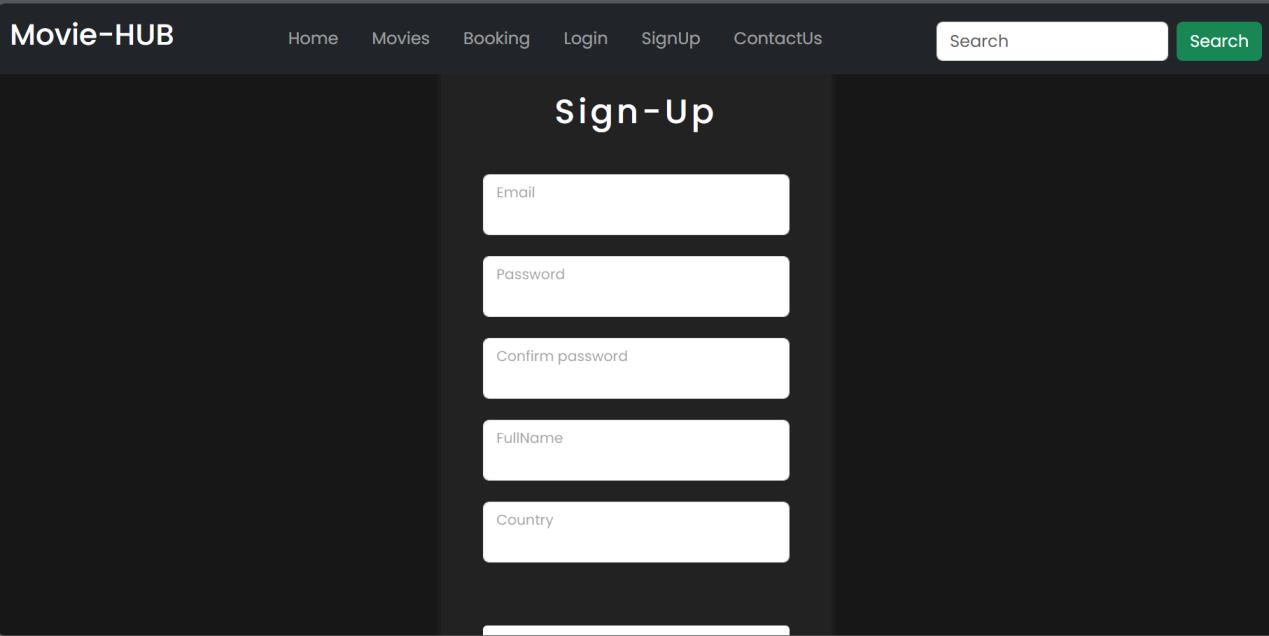 Movie-HUB Home Movies Booking Login SignUp ContactUs Search Search
Sign-Up
Email
Password
Confirm password
FullName
Country